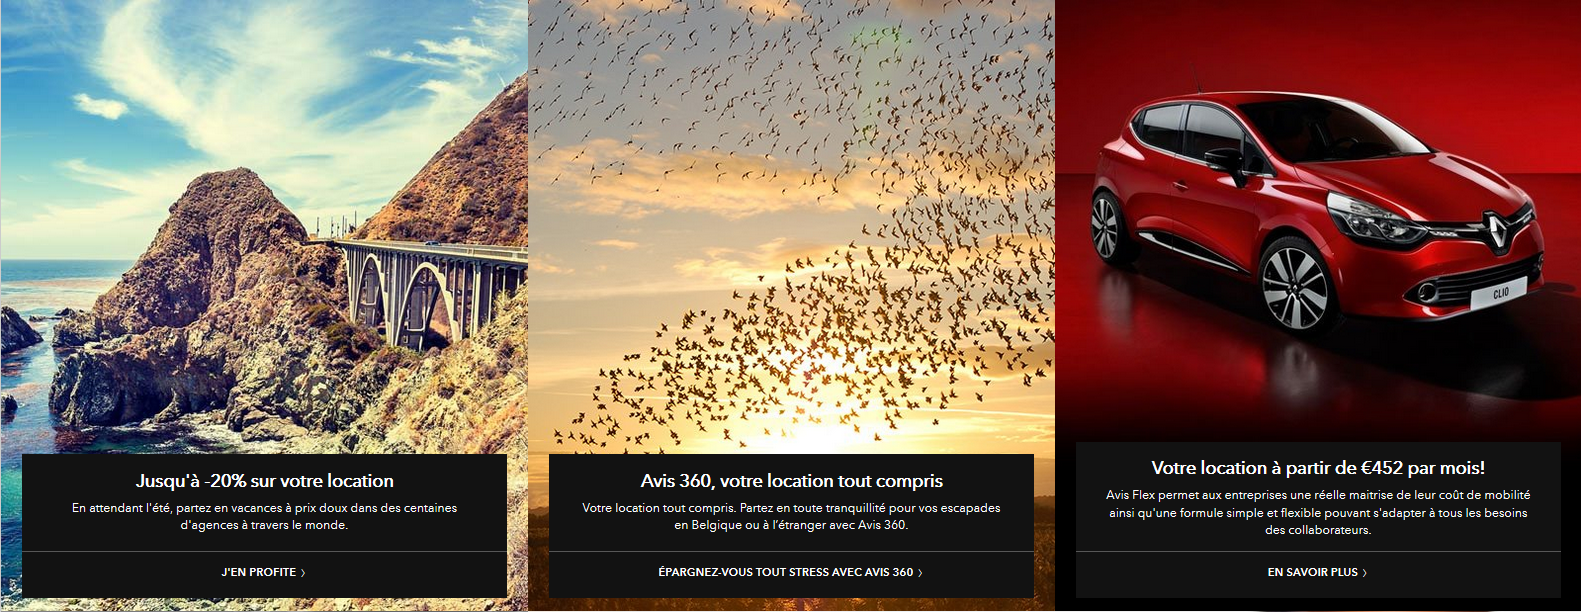 Jusqu'à -20% sur votre location
En attendant l'été, partez en vacances à prix doux dans des centaines
d'agences à travers le monde.
J'EN PROFITE
Avis 360, votre location tout compris
Votre location tout compris. Partez en toute tranquillité pour vos escapades
en Belgique ou à l'étranger avec Avis 360.
ÉPARGNEZ-VOUS TOUT STRESS AVEC AVIS 360
CLIO
Votre location à partir de €452 par mois!
Avis Flex permet aux entreprises une réelle maitrise de leur coût de mobilité
ainsi qu'une formule simple et flexible pouvant s'adapter à tous les besoins
des collaborateurs.
EN SAVOIR PLUS